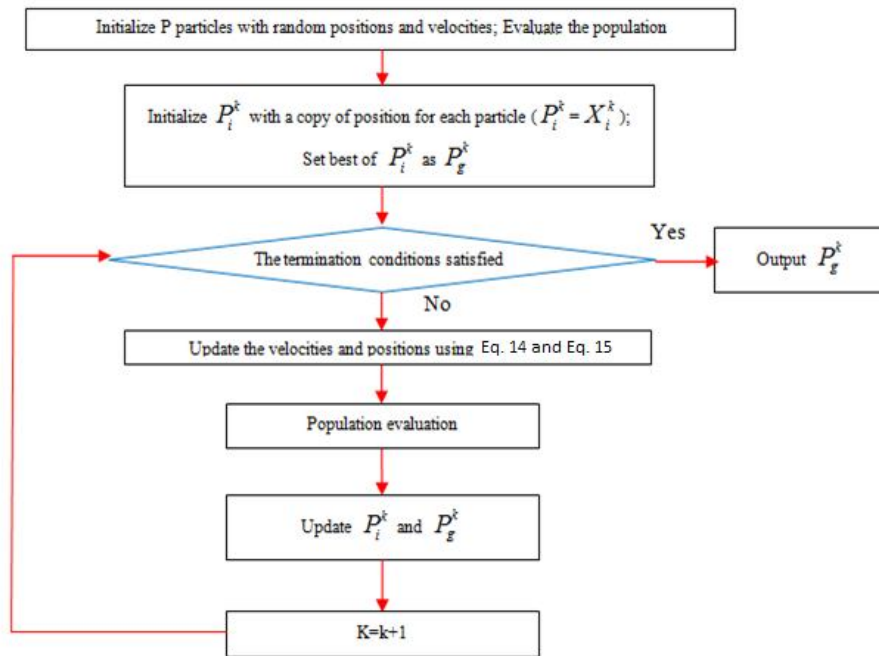 Initialize P particles with random positions and velocities; Evaluate the population
Initialize P_i^k with a copy of position for each particle ( P_i^k = X_i^k );
Set best of P_i^k as P_g^k
Yes
The termination conditions satisfied
Output P_g^k
No
Update the velocities and positions using Eq. 14 and Eq. 15
Population evaluation
Update P_i^k and P_g^k
K=k+1